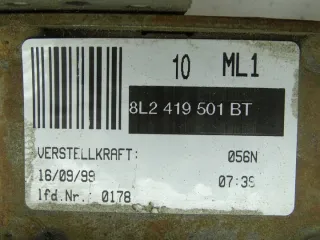 10 ML1
8L2 419 501 BT
VERSTELLKRAFT: 056N
16/09/99 07:39
lfd.Nr.: 0178